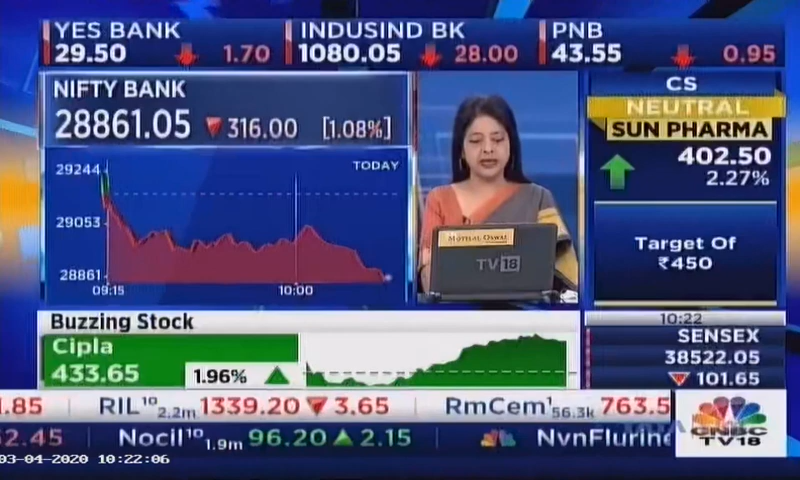 YES BANK
29.50 1.70
INDUSIND BK
1080.05 28.00
PNB
43.55 0.95
NIFTY BANK
28861.05 316.00 [1.08%]
TODAY
29244
29053
28861
09:15 10:00
MOTILAL OSWAL
TV18
CS
NEUTRAL
SUN PHARMA
402.50
2.27%
Target Of
₹450
Buzzing Stock
Cipla
433.65
1.96%
10:22
SENSEX
38522.05
101.65
1.85 RIL¹⁰ 2.2m 1339.20 3.65 RmCem¹ 56.3k 763.5
52.45 Nocil¹⁰ 1.9m 96.20 2.15 NvnFlurine
CNBC
TV18
03-04-2020 10:22:06